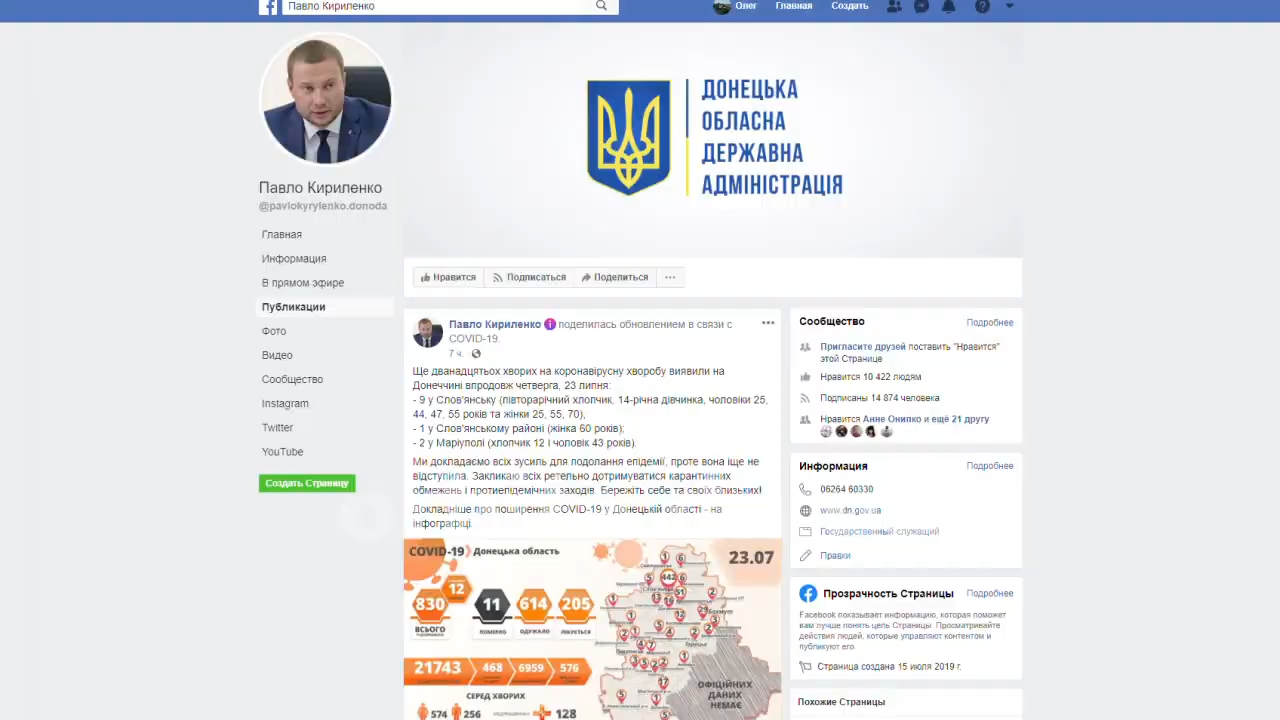 Павло Кириленко
Олег
Главная
Создать
ДОНЕЦЬКА
ОБЛАСНА
ДЕРЖАВНА
АДМІНІСТРАЦІЯ
Павло Кириленко
@pavlokyrylenko.donoda
Главная
Информация
В прямом эфире
Публикации
Фото
Видео
Сообщество
Instagram
Twitter
YouTube
Создать Страницу
Нравится
Подписаться
Поделиться
Павло Кириленко поделилась обновлением в связи с
COVID-19.
7 ч.
Ще дванадцятьох хворих на коронавірусну хворобу виявили на
Донеччині впродовж четверга, 23 липня:
- 9 у Слов'янську (півторарічний хлопчик, 14-річна дівчинка, чоловіки 25,
44, 47, 55 років та жінки 25, 55, 70),
- 1 у Слов'янському районі (жінка 60 років);
- 2 у Маріуполі (хлопчик 12 і чоловік 43 років).
Ми докладаємо всіх зусиль для подолання епідемії, проте вона іще не
відступила. Закликаю всіх ретельно дотримуватися карантинних
обмежень і протиепідемічних заходів. Бережіть себе та своїх близьких!
Докладніше про поширення COVID-19 у Донецькій області - на
інфографіці.
COVID-19 Донецька область
23.07
12
830
11
614
205
ВСЬОГО
ПОМЕРЛО
ОДУЖАЛО
ЛІКУЄТЬСЯ
21743
468
6959
576
СЕРЕД ХВОРИХ
574
256
128
ОФІЦІЙНИХ
ДАНИХ
НЕМАЄ
Сообщество
Подробнее
Пригласите друзей поставить "Нравится"
этой Странице
Нравится 10 422 людям
Подписаны 14 874 человека
Нравится Анне Онипко и ещё 21 другу
Информация
Подробнее
06264 60330
www.dn.gov.ua
Государственный служащий
Правки
Прозрачность Страницы
Подробнее
Facebook показывает информацию, которая поможет
вам лучше понять цель Страницы. Просматривайте
действия людей, которые управляют контентом и
публикуют его.
Страница создана 15 июля 2019 г.
Похожие Страницы